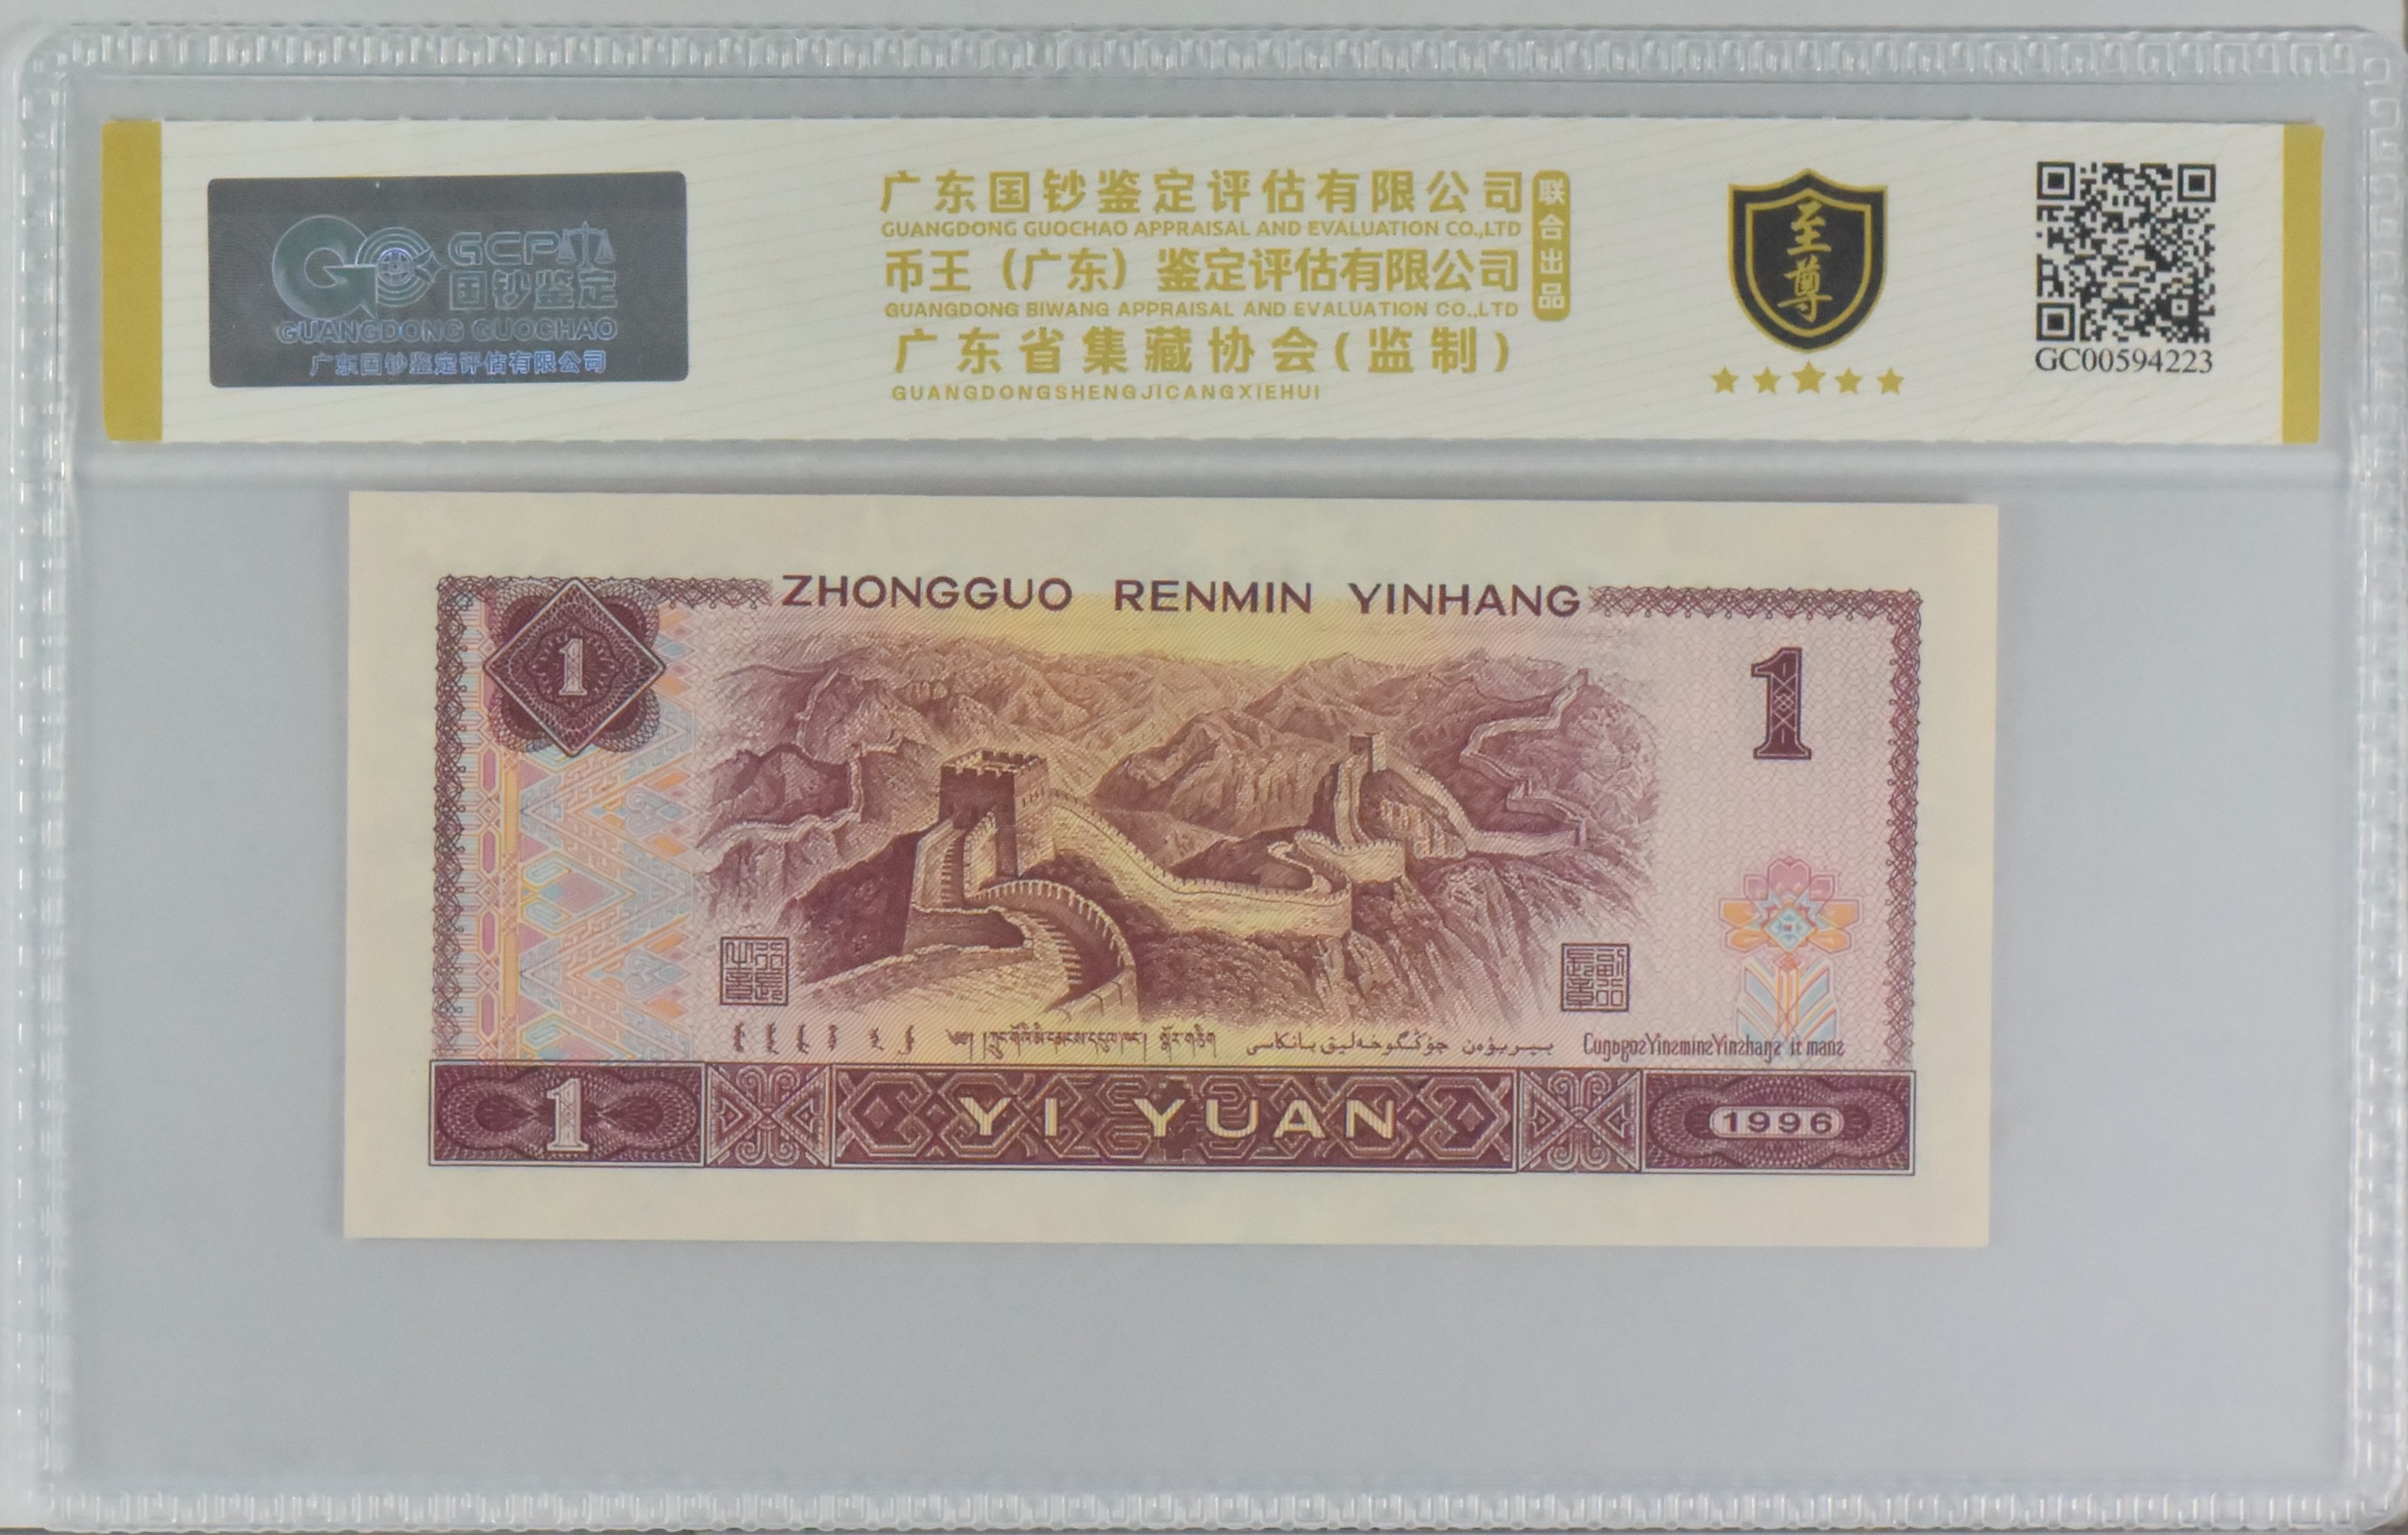 GCP
国钞鉴定
GUANGDONG GUOCHAO
广东国钞鉴定评估有限公司
广东国钞鉴定评估有限公司
GUANGDONG GUOCHAO APPRAISAL AND EVALUATION CO.,LTD
币王（广东）鉴定评估有限公司
GUANGDONG BIWANG APPRAISAL AND EVALUATION CO.,LTD
广东省集藏协会(监制)
GUANGDONGSHENGJICANGXIEHUI
联合出品
至尊
GC00594223
ZHONGGUO RENMIN YINHANG
1
1
1
YI YUAN
1996